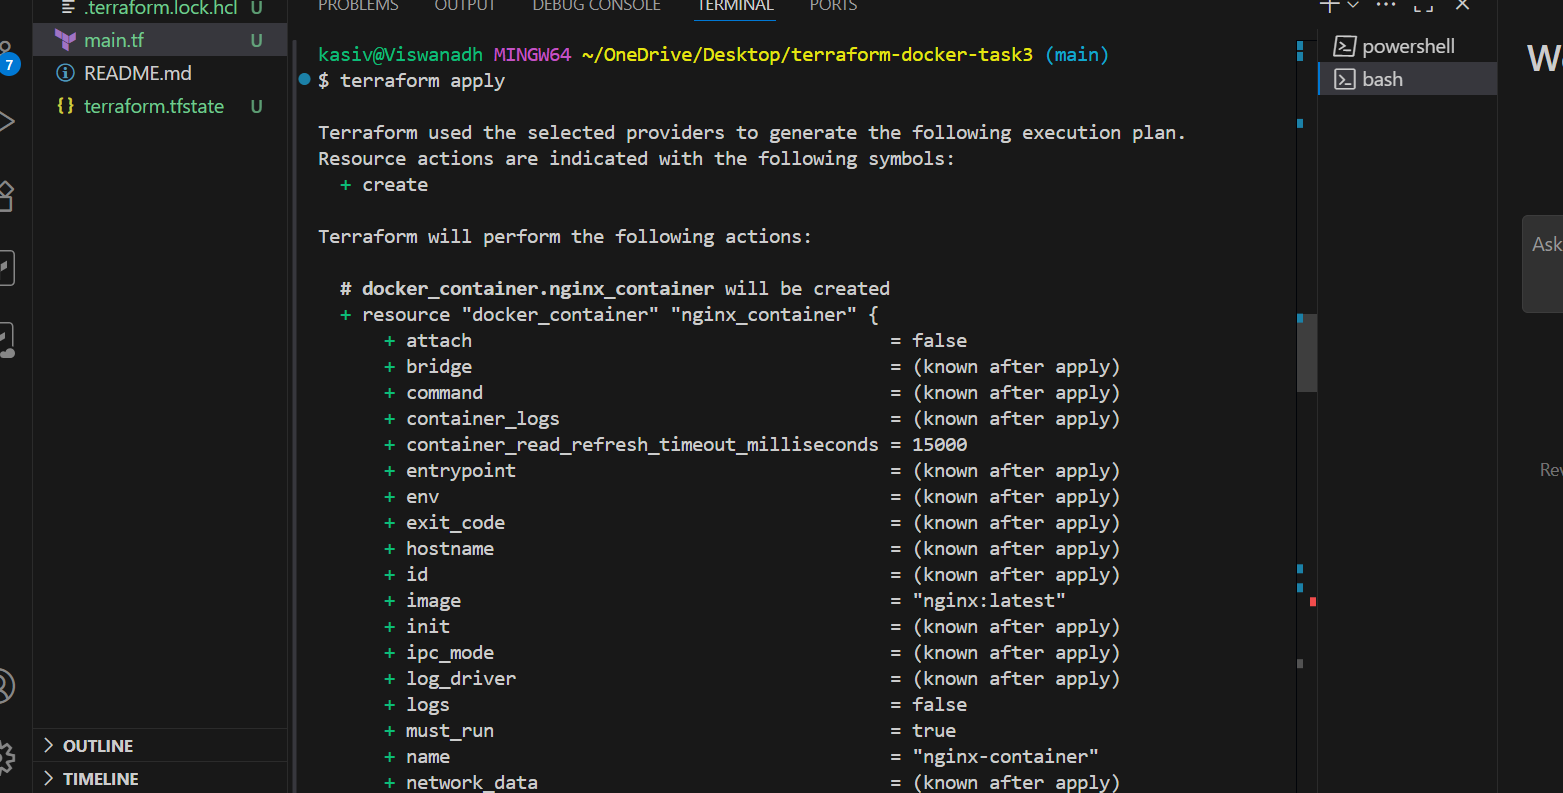 .terraform.lock.hcl U
main.tf U
README.md
{} terraform.tfstate U
7
OUTLINE
TIMELINE
PROBLEMS OUTPUT DEBUG CONSOLE TERMINAL PORTS
kasiv@Viswanadh MINGW64 ~/OneDrive/Desktop/terraform-docker-task3 (main)
$ terraform apply
Terraform used the selected providers to generate the following execution plan.
Resource actions are indicated with the following symbols:
+ create
Terraform will perform the following actions:
# docker_container.nginx_container will be created
+ resource "docker_container" "nginx_container" {
+ attach = false
+ bridge = (known after apply)
+ command = (known after apply)
+ container_logs = (known after apply)
+ container_read_refresh_timeout_milliseconds = 15000
+ entrypoint = (known after apply)
+ env = (known after apply)
+ exit_code = (known after apply)
+ hostname = (known after apply)
+ id = (known after apply)
+ image = "nginx:latest"
+ init = (known after apply)
+ ipc_mode = (known after apply)
+ log_driver = (known after apply)
+ logs = false
+ must_run = true
+ name = "nginx-container"
+ network_data = (known after apply)
powershell
bash
Ask